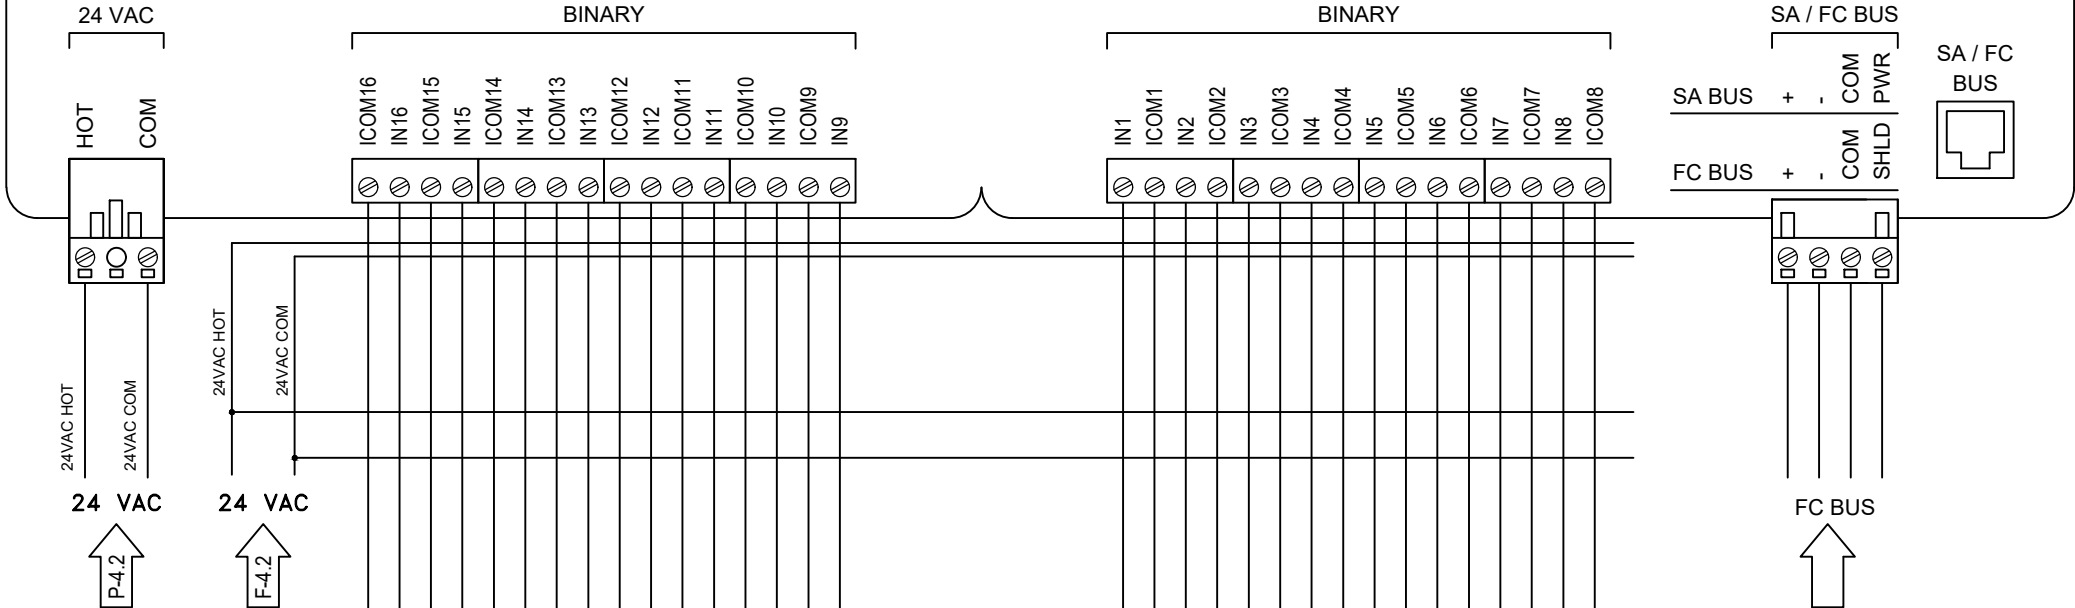 24 VAC
BINARY
BINARY
SA / FC BUS
HOT
COM
ICOM16
IN16
ICOM15
IN15
ICOM14
IN14
ICOM13
IN13
ICOM12
IN12
ICOM11
IN11
ICOM10
IN10
ICOM9
IN9
IN1
ICOM1
IN2
ICOM2
IN3
ICOM3
IN4
ICOM4
IN5
ICOM5
IN6
ICOM6
IN7
ICOM7
IN8
ICOM8
SA BUS + - COM PWR
FC BUS + - COM SHLD
SA / FC
BUS
24VAC HOT
24VAC COM
24VAC HOT
24VAC COM
24 VAC
24 VAC
FC BUS
P-4.2
F-4.2